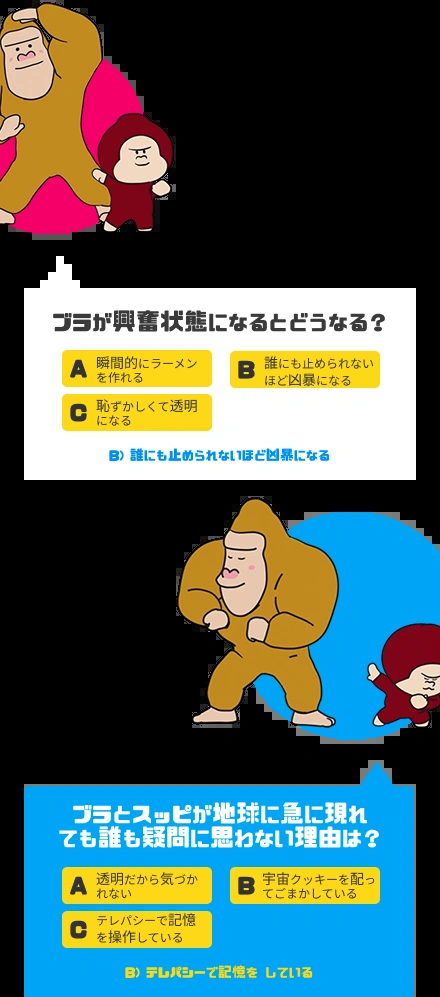 ブラが興奮状態になるとどうなる？
A 瞬間的にラーメン
を作れる
B 誰にも止められない
ほど凶暴になる
C 恥ずかしくて透明
になる
B) 誰にも止められないほど凶暴になる
ブラとスッピが地球に急に現れ
ても誰も疑問に思わない理由は？
A 透明だから気づか
れない
B 宇宙クッキーを配っ
てごまかしている
C テレパシーで記憶
を操作している
B) テレパシーで記憶を している